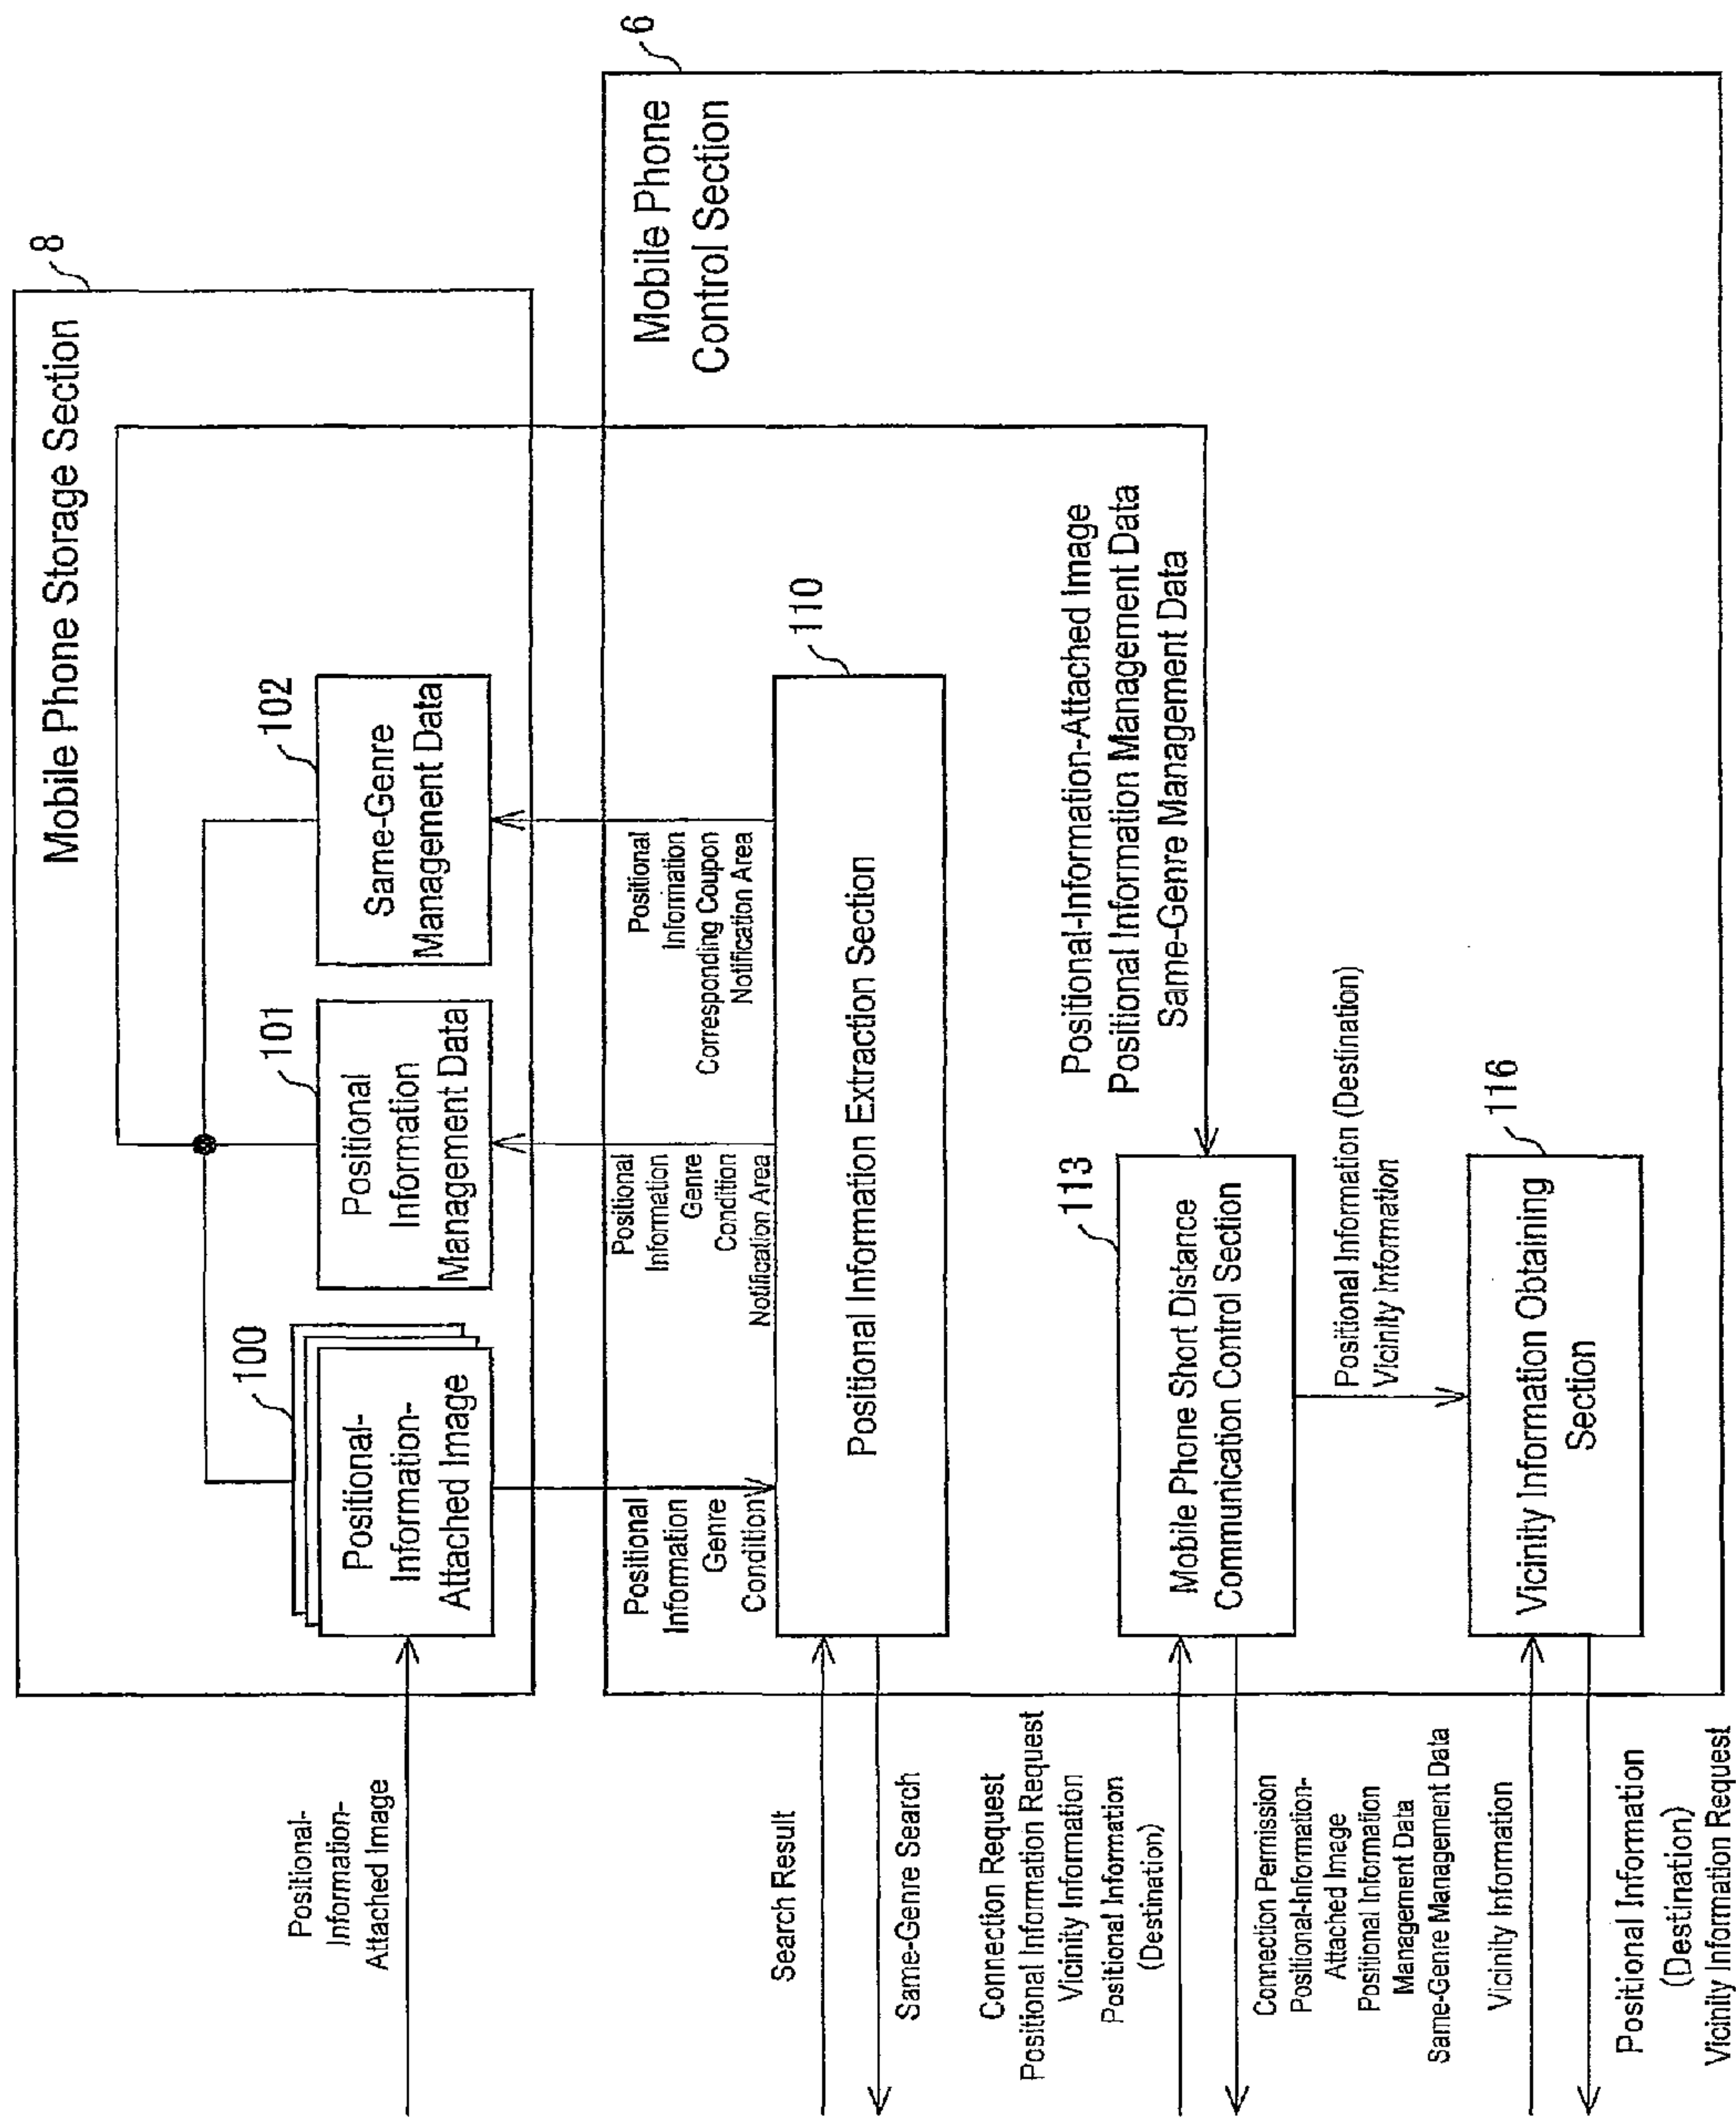 8
Mobile Phone Storage Section
100
Positional-
Information-
Attached Image
101
Positional
Information
Management Data
102
Same-Genre
Management Data
Positional-
Information-
Attached Image
6
Mobile Phone
Control Section
Positional
Information
Genre
Condition
Positional
Information
Genre
Condition
Notification Area
Positional
Information
Corresponding Coupon
Notification Area
110
Positional Information Extraction Section
Search Result
Same-Genre Search
Positional-Information-Attached Image
Positional Information Management Data
Same-Genre Management Data
Connection Request
Positional Information Request
Vicinity Information
Positional Information
(Destination)
113
Mobile Phone Short Distance
Communication Control Section
Connection Permission
Positional-Information-
Attached Image
Positional Information
Management Data
Same-Genre Management Data
Positional Information (Destination)
Vicinity Information
Vicinity Information
116
Vicinity Information Obtaining
Section
Positional Information
(Destination)
Vicinity Information Request